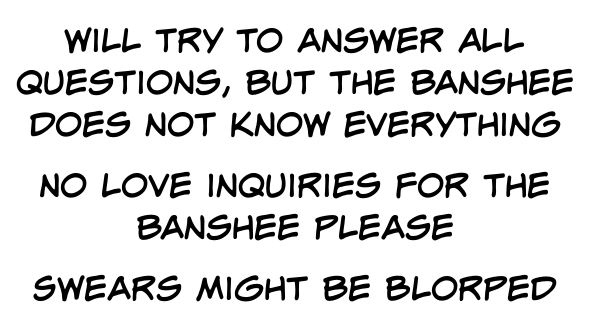 WILL TRY TO ANSWER ALL
QUESTIONS, BUT THE BANSHEE
DOES NOT KNOW EVERYTHING
NO LOVE INQUIRIES FOR THE
BANSHEE PLEASE
SWEARS MIGHT BE BLORPED